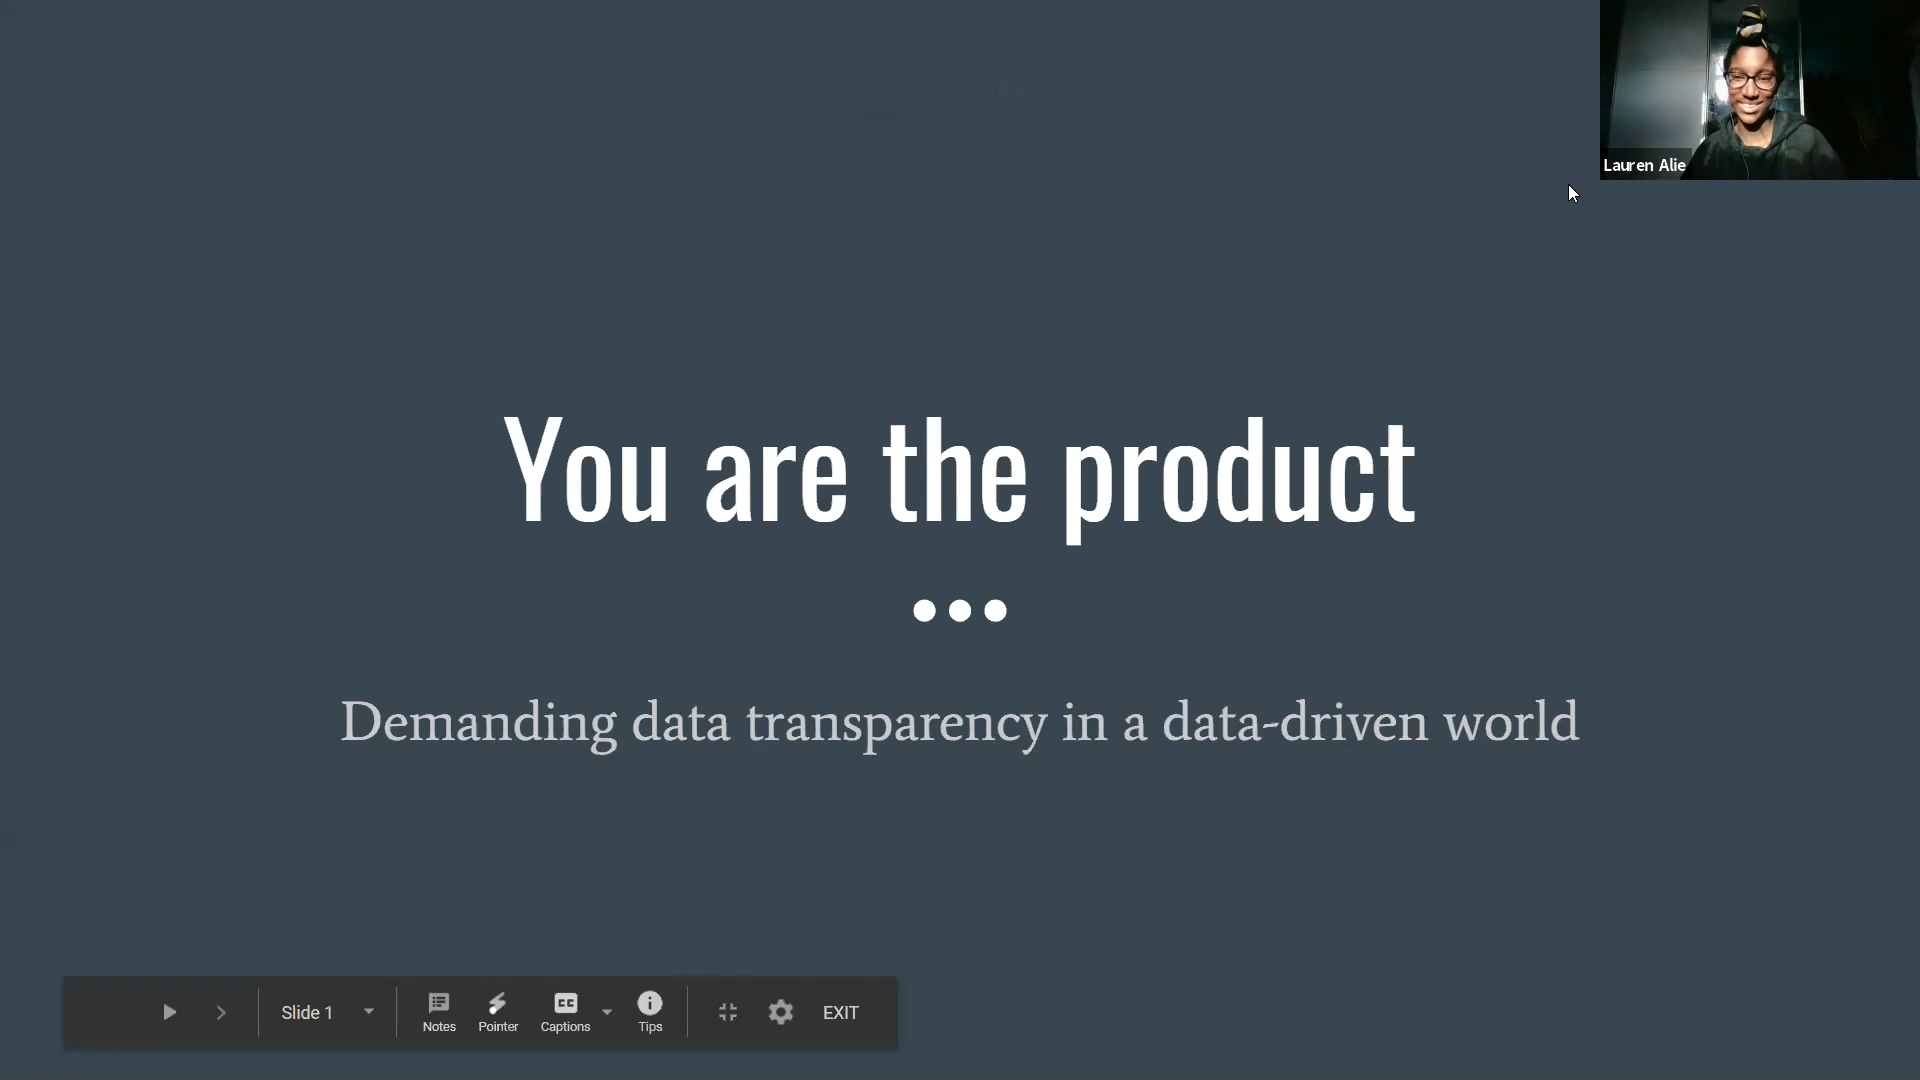 Lauren Alie
You are the product
Demanding data transparency in a data-driven world
Slide 1
Notes
Pointer
CC
Captions
Tips
EXIT